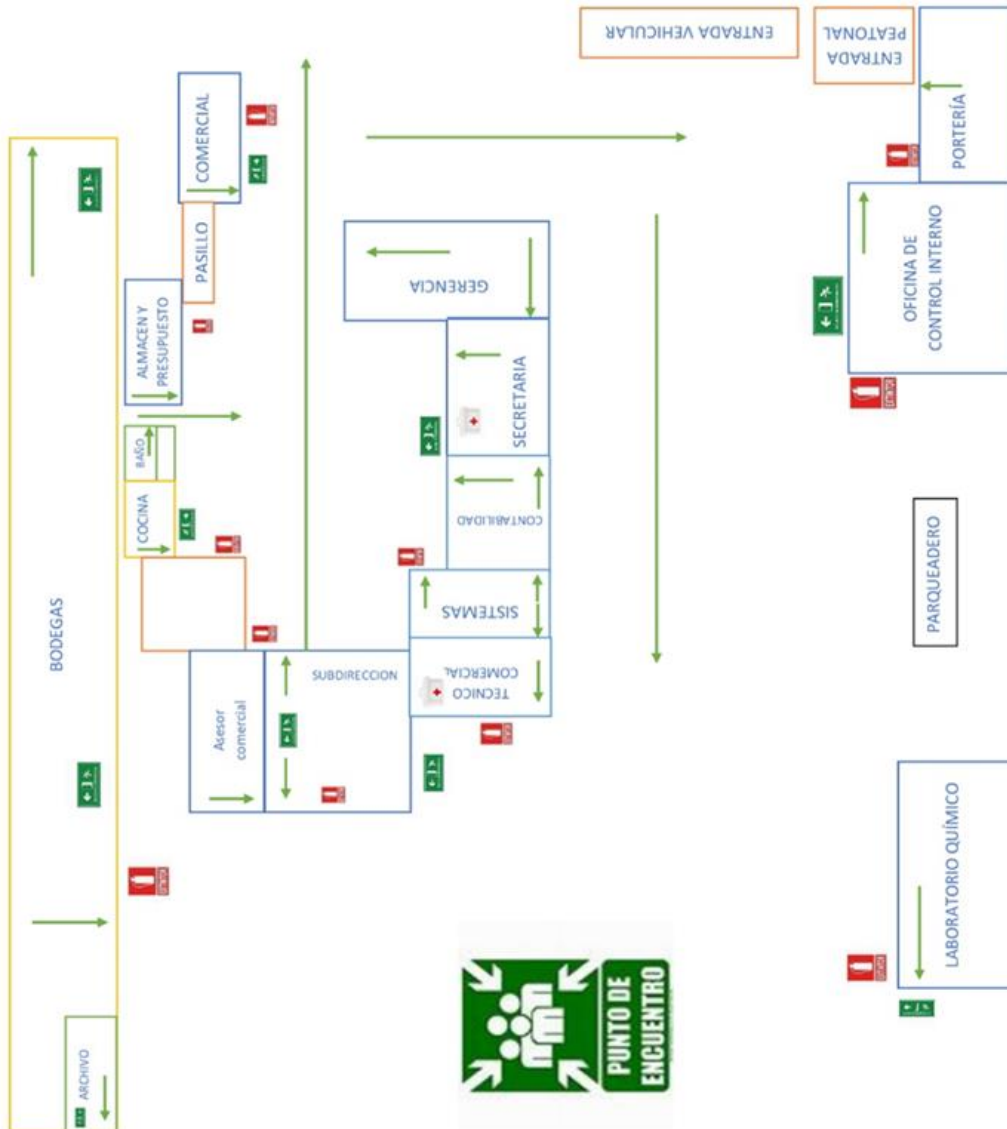 ENTRADA VEHICULAR
ENTRADA
PEATONAL
PORTERÍA
COMERCIAL
PASILLO
ALMACEN Y
PRESUPUESTO
BAÑO
COCINA
BODEGAS
GERENCIA
SECRETARIA
CONTABILIDAD
SISTEMAS
TECNICO
COMERCIAL
SUBDIRECCION
Asesor
comercial
OFICINA DE
CONTROL INTERNO
PARQUEADERO
LABORATORIO QUÍMICO
ARCHIVO
PUNTO DE
ENCUENTRO